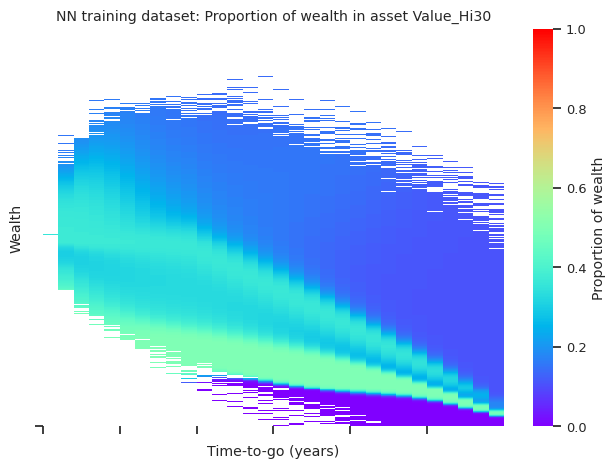 NN training dataset: Proportion of wealth in asset Value_Hi30
1.0
0.8
0.6
0.4
0.2
0.0
Proportion of wealth
Wealth
Time-to-go (years)